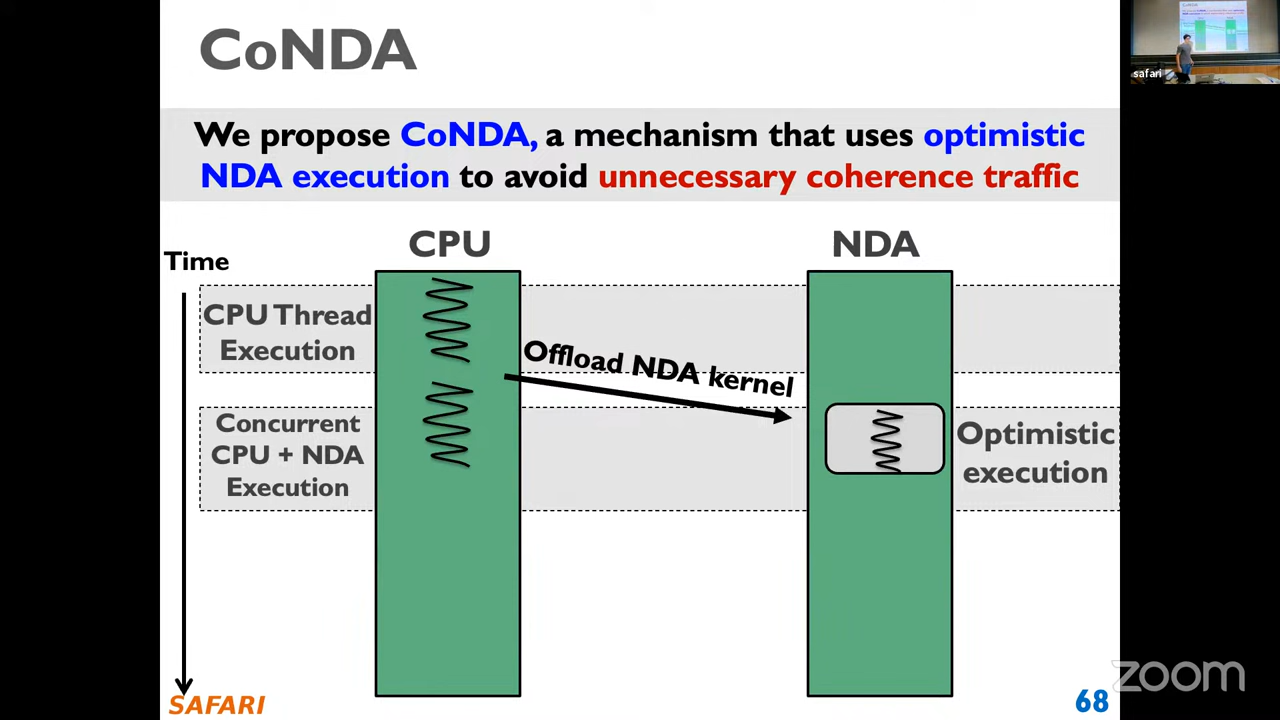 CoNDA
We propose CoNDA, a mechanism that uses optimistic
NDA execution to avoid unnecessary coherence traffic
CPU
NDA
Time
CPU Thread
Execution
Offload NDA kernel
Concurrent
CPU + NDA
Execution
Optimistic
execution
SAFARI
68
zoom
safari